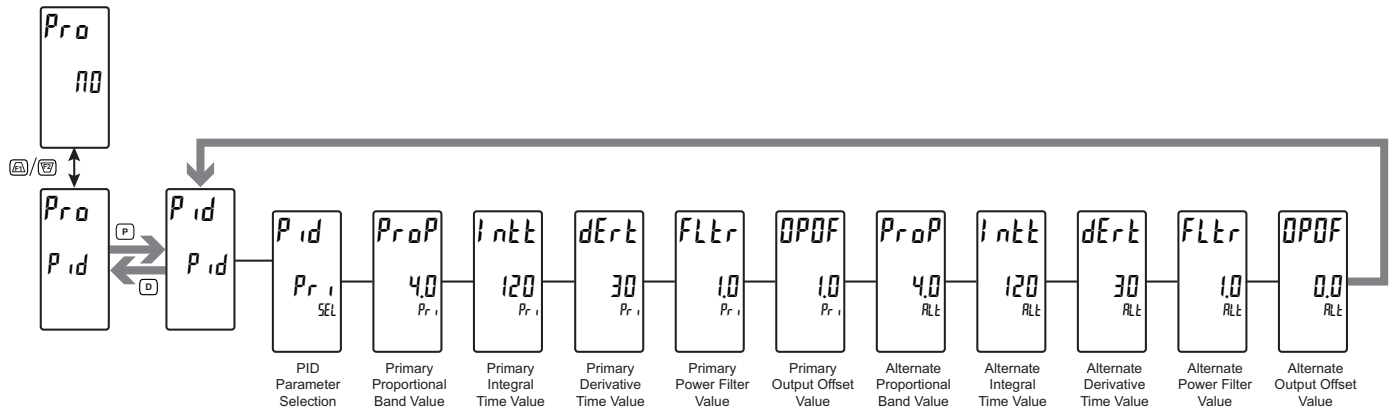 Pro
NO
F1/F2
Pro
Pid
P
D
Pid
Pid
Pid
Pri
SEL
PID
Parameter
Selection
ProP
4.0
Pri
Primary
Proportional
Band Value
Intt
120
Pri
Primary
Integral
Time Value
dErt
30
Pri
Primary
Derivative
Time Value
FLtr
1.0
Pri
Primary
Power Filter
Value
OPOF
1.0
Pri
Primary
Output Offset
Value
ProP
4.0
ALt
Alternate
Proportional
Band Value
Intt
120
ALt
Alternate
Integral
Time Value
dErt
30
ALt
Alternate
Derivative
Time Value
FLtr
1.0
ALt
Alternate
Power Filter
Value
OPOF
0.0
ALt
Alternate
Output Offset
Value